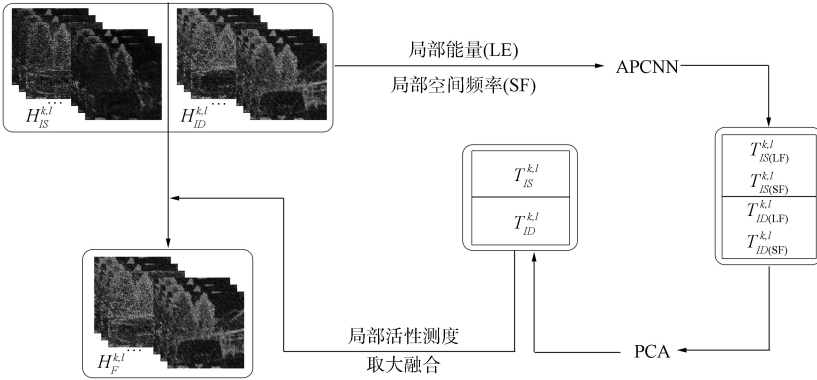 H_{IS}^{k,l}
...
H_{ID}^{k,l}
...
局部能量(LE)
局部空间频率(SF)
APCNN
T_{IS(LF)}^{k,l}
T_{IS(SF)}^{k,l}
T_{ID(LF)}^{k,l}
T_{ID(SF)}^{k,l}
T_{IS}^{k,l}
T_{ID}^{k,l}
PCA
局部活性测度
取大融合
H_{F}^{k,l}
...